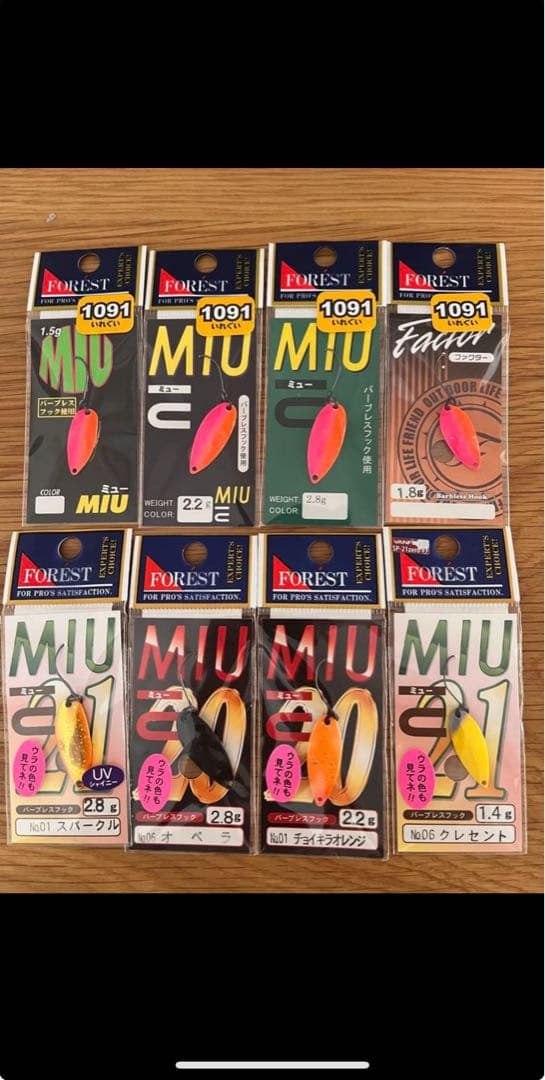 FOREST
EXPERT'S CHOICE!
FOR PRO'S
1091
いれぐい
1.5g
MIU
バーブレス
フック使用
COLOR
ミュー
MIU
FOREST
EXPERT'S CHOICE!
FOR PRO'S
1091
いれぐい
MIU
ミュー
バーブレスフック使用
WEIGHT:
2.2g
MIU
COLOR:
FOREST
EXPERT'S CHOICE!
FOR PRO'S
1091
いれぐい
MIU
ミュー
バーブレスフック使用
WEIGHT:
2.8g
COLOR:
FOREST
EXPERT'S CHOICE!
FOR PRO'S
1091
いれぐい
Factor
ファクター
LIFE FRIEND OUTDOOR LIFE
1.8g
Barbless Hook
FOREST
EXPERT'S CHOICE!
FOR PRO'S SATISFACTION.
MIU
ミュー
21
ウラの色も
見てネ!!
UV
シャイニー
バーブレスフック
2.8g
No.01 スパークル
FOREST
EXPERT'S CHOICE!
FOR PRO'S SATISFACTION.
MIU
ミュー
20
ウラの色も
見てネ!!
バーブレスフック
2.8g
No.06 オペラ
FOREST
EXPERT'S CHOICE!
FOR PRO'S SATISFACTION.
MIU
ミュー
20
ウラの色も
見てネ!!
バーブレスフック
2.2g
No.01 チョイキラオレンジ
FOREST
EXPERT'S CHOICE!
FOR PRO'S SATISFACTION.
MIU
ミュー
21
ウラの色も
見てネ!!
バーブレスフック
1.4g
No.06 クレセント